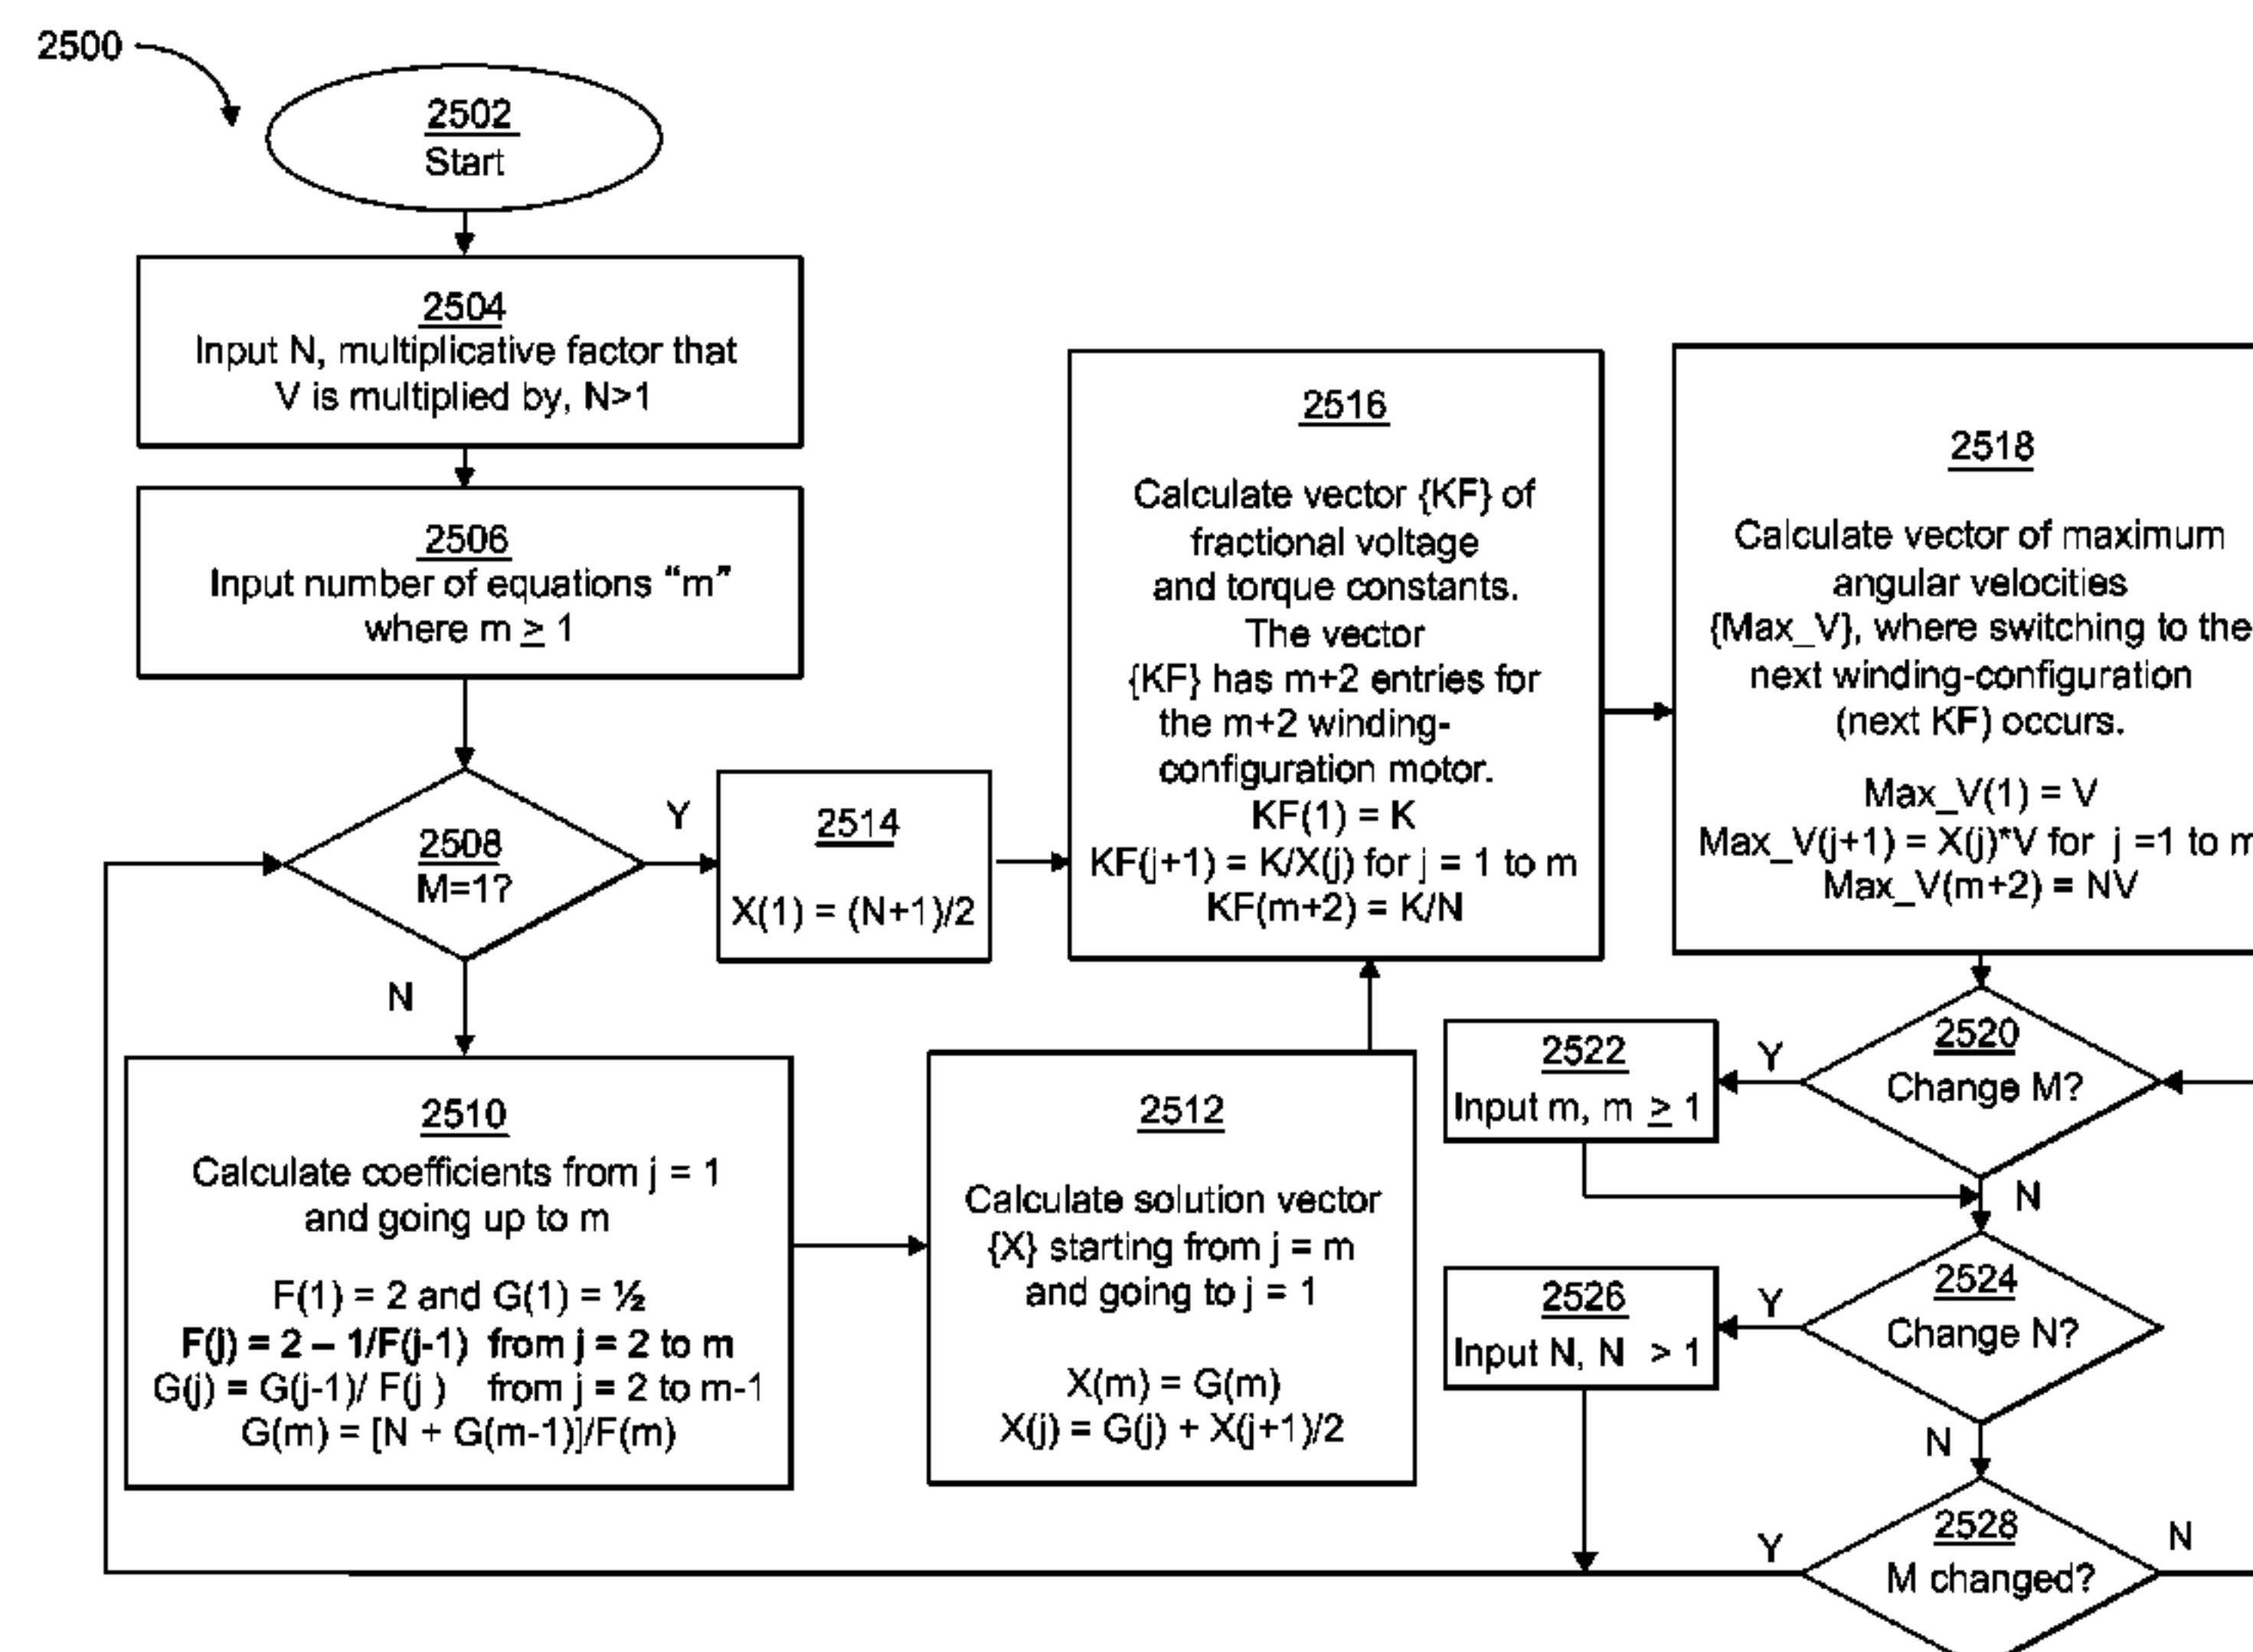 2500
2502
Start
2504
Input N, multiplicative factor that
V is multiplied by, N>1
2506
Input number of equations “m”
where m ≥ 1
2508
M=1?
Y
N
2514
X(1) = (N+1)/2
2510
Calculate coefficients from j = 1
and going up to m
F(1) = 2 and G(1) = ½
F(j) = 2 – 1/F(j-1) from j = 2 to m
G(j) = G(j-1)/ F(j ) from j = 2 to m-1
G(m) = [N + G(m-1)]/F(m)
2512
Calculate solution vector
{X} starting from j = m
and going to j = 1
X(m) = G(m)
X(j) = G(j) + X(j+1)/2
2516
Calculate vector {KF} of
fractional voltage
and torque constants.
The vector
{KF} has m+2 entries for
the m+2 winding-
configuration motor.
KF(1) = K
KF(j+1) = K/X(j) for j = 1 to m
KF(m+2) = K/N
2518
Calculate vector of maximum
angular velocities
{Max_V}, where switching to the
next winding-configuration
(next KF) occurs.
Max_V(1) = V
Max_V(j+1) = X(j)*V for j =1 to m
Max_V(m+2) = NV
2520
Change M?
Y
N
2522
Input m, m ≥ 1
2524
Change N?
Y
N
2526
Input N, N > 1
2528
M changed?
Y
N